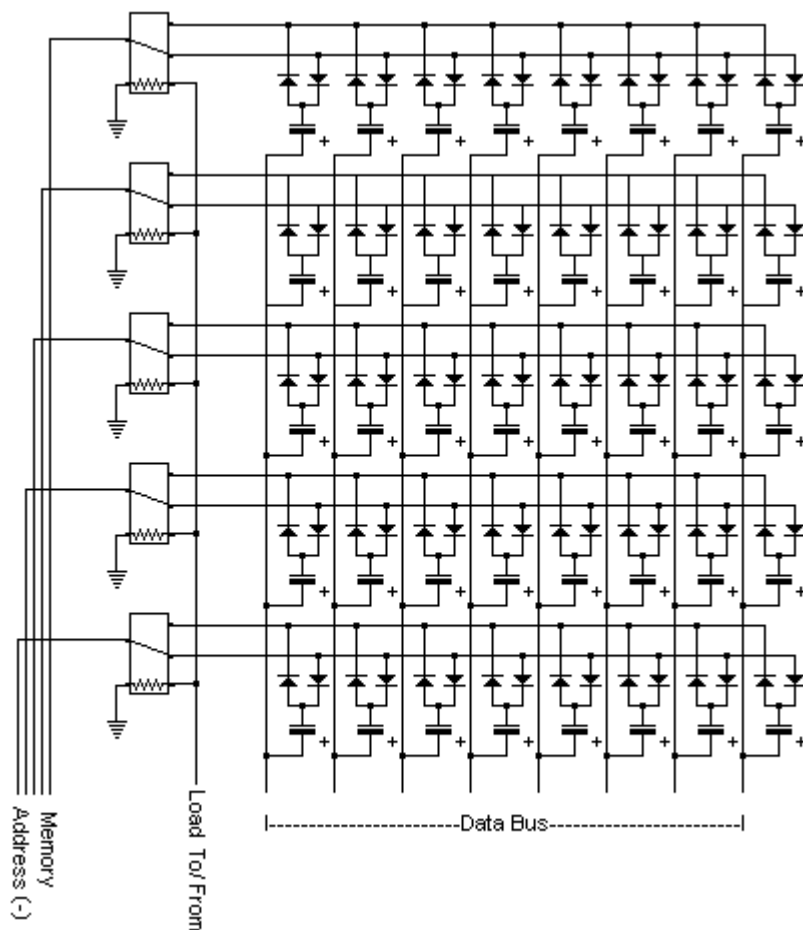 + + + + + + + +
+ + + + + + + +
+ + + + + + + +
+ + + + + + + +
+ + + + + + + +
Memory
Address (-)
Load To/From
|----------------------Data Bus----------------------|